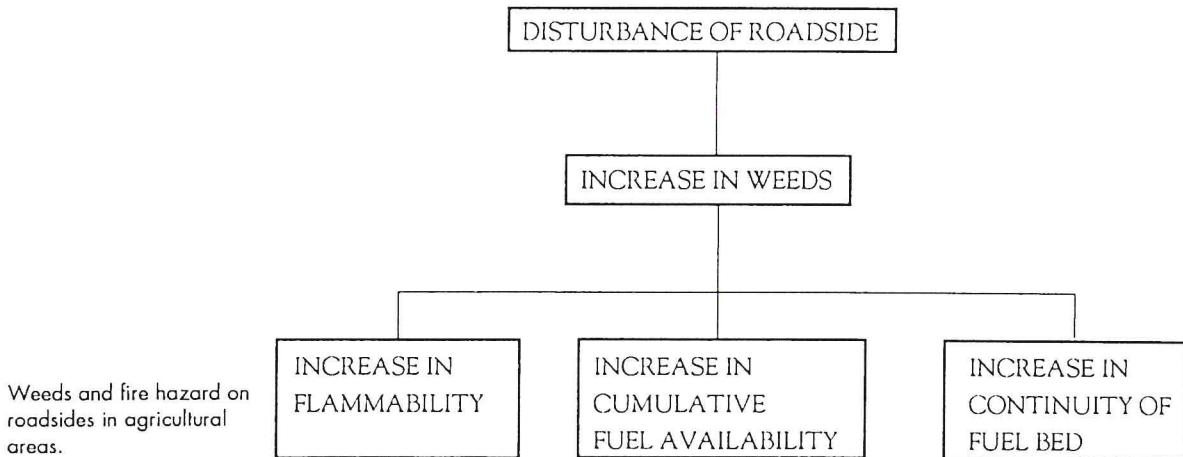 DISTURBANCE OF ROADSIDE
INCREASE IN WEEDS
INCREASE IN
FLAMMABILITY
INCREASE IN
CUMULATIVE
FUEL AVAILABILITY
INCREASE IN
CONTINUITY OF
FUEL BED
Weeds and fire hazard on
roadsides in agricultural
areas.